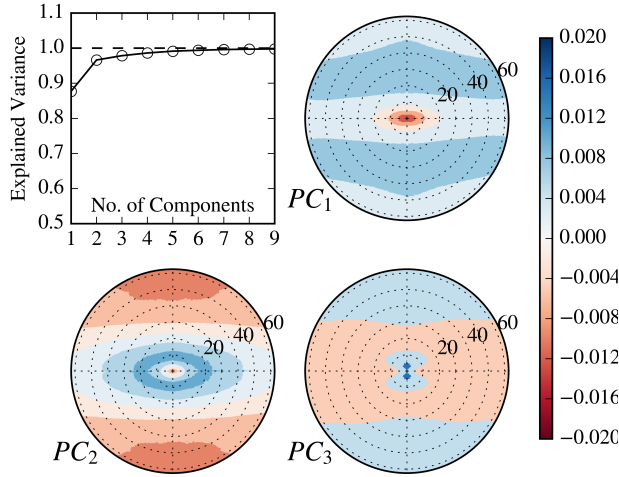 1.1
1.0
0.9
0.8
0.7
0.6
0.5
Explained Variance
No. of Components
1 2 3 4 5 6 7 8 9
20 40 60
PC1
20 40 60
PC2
20 40 60
PC3
0.020
0.016
0.012
0.008
0.004
0.000
−0.004
−0.008
−0.012
−0.016
−0.020